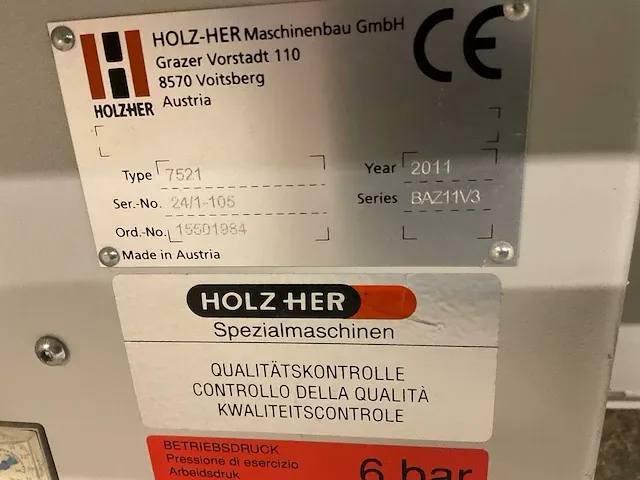 HOLZ-HER Maschinenbau GmbH
Grazer Vorstadt 110
8570 Voitsberg
Austria
HOLZHER
CE
Type 7521
Year 2011
Ser.-No. 24/1-105
Series BAZ11V/3
Ord.-No. 15501984
Made in Austria
HOLZ-HER
Spezialmaschinen
QUALITÄTSKONTROLLE
CONTROLLO DELLA QUALITÀ
KWALITEITSCONTROLE
BETRIEBSDRUCK
Pressione di esercizio
Arbeidsdruk
6 bar